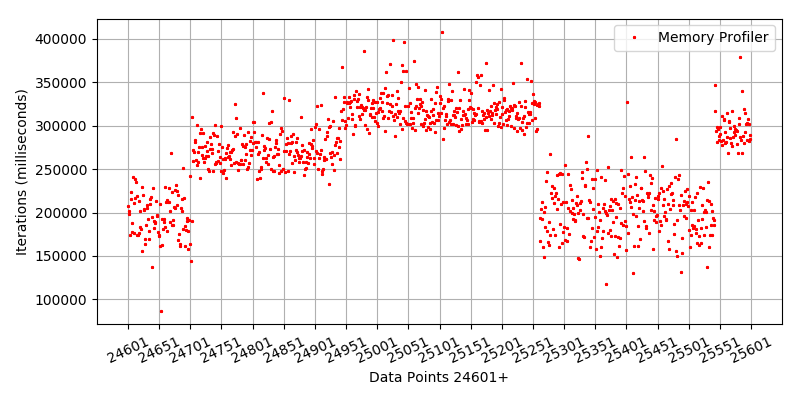 Memory Profiler
Iterations (milliseconds)
400000
350000
300000
250000
200000
150000
100000
24601 24651 24701 24751 24801 24851 24901 24951 25001 25051 25101 25151 25201 25251 25301 25351 25401 25451 25501 25551 25601
Data Points 24601+